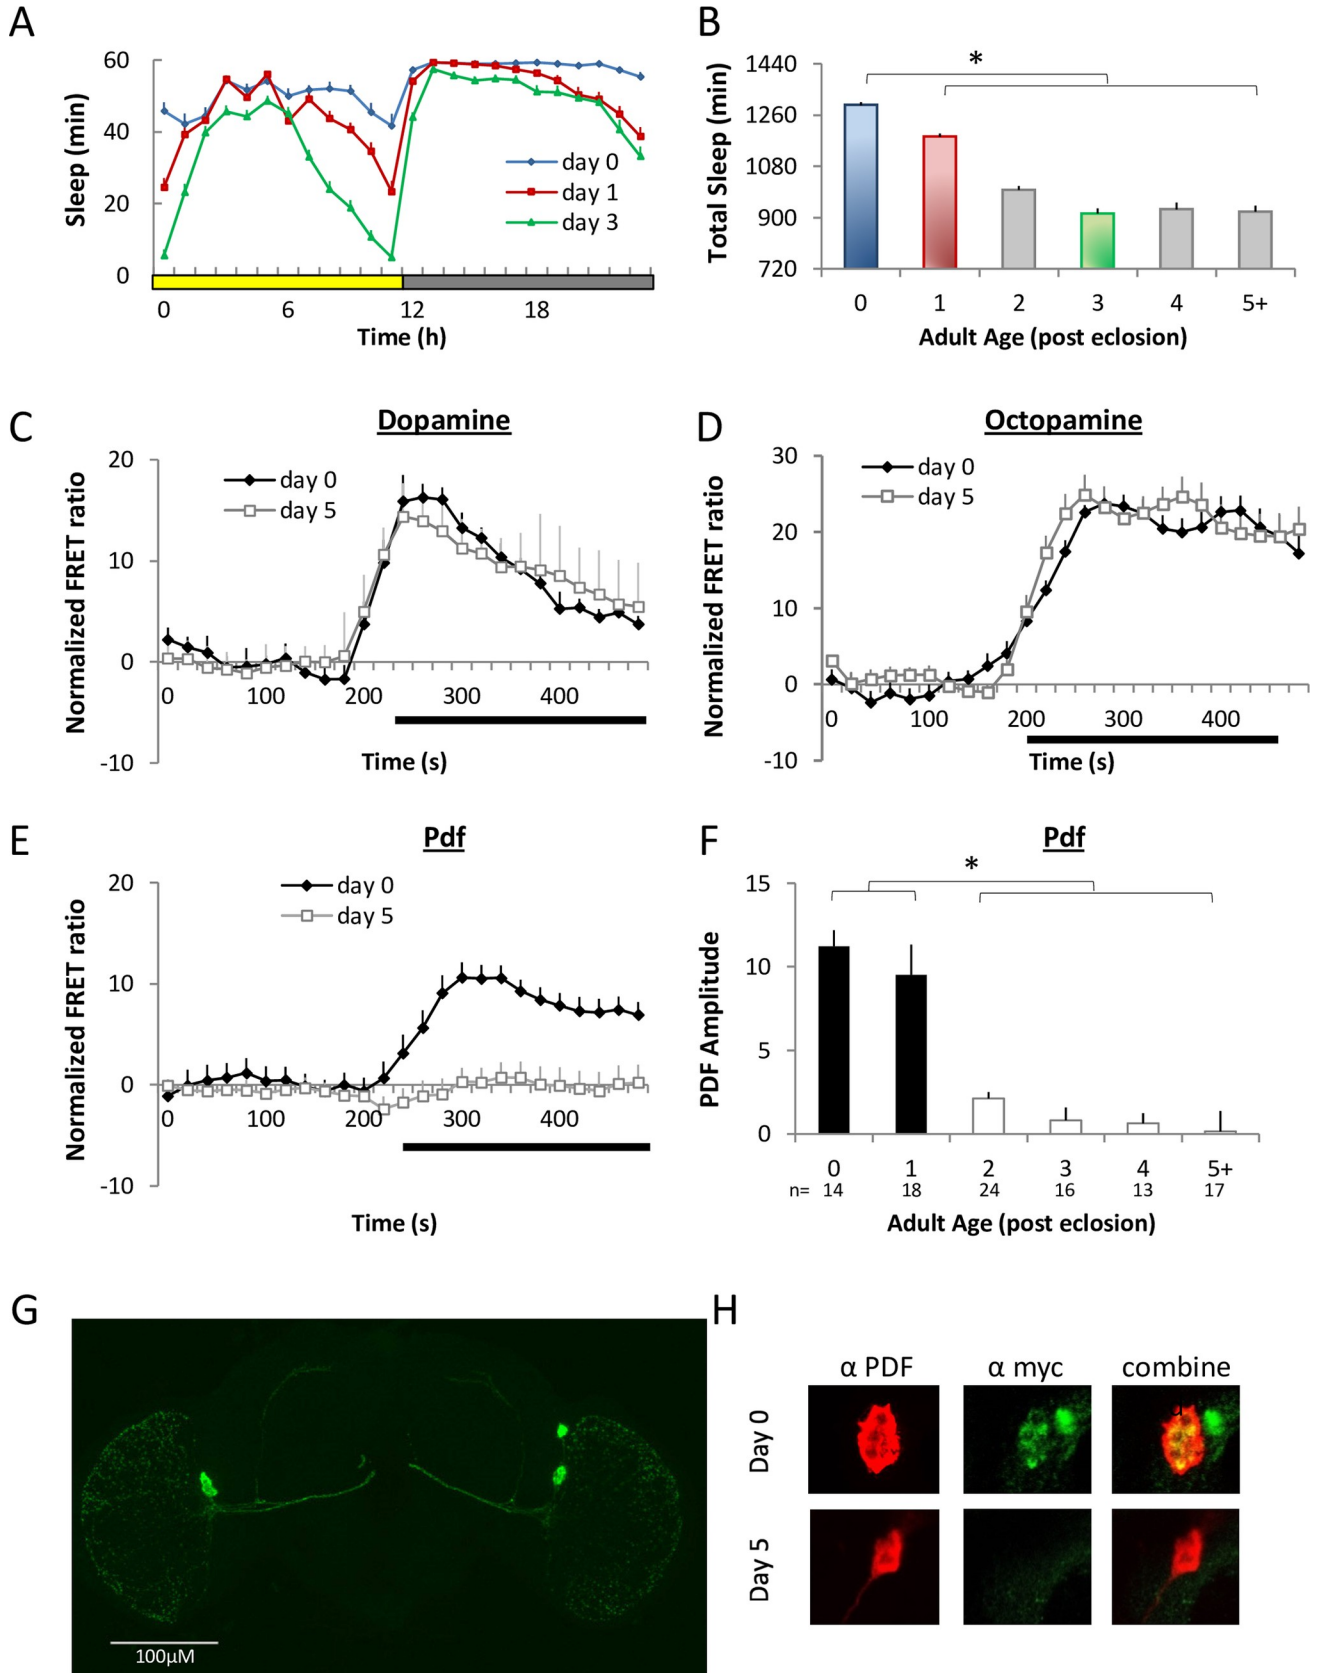 A
60
40
20
0
Sleep (min)
day 0
day 1
day 3
0 6 12 18
Time (h)
B
*
1440
1260
1080
900
720
Total Sleep (min)
0 1 2 3 4 5+
Adult Age (post eclosion)
C
Dopamine
20
10
0
-10
Normalized FRET ratio
day 0
day 5
0 100 200 300 400
Time (s)
D
Octopamine
30
20
10
0
-10
Normalized FRET ratio
day 0
day 5
0 100 200 300 400
Time (s)
E
Pdf
20
10
0
-10
Normalized FRET ratio
day 0
day 5
0 100 200 300 400
Time (s)
F
Pdf
*
15
10
5
0
PDF Amplitude
0 1 2 3 4 5+
n= 14 18 24 16 13 17
Adult Age (post eclosion)
G
100μM
H
α PDF α myc combine
Day 0
Day 5